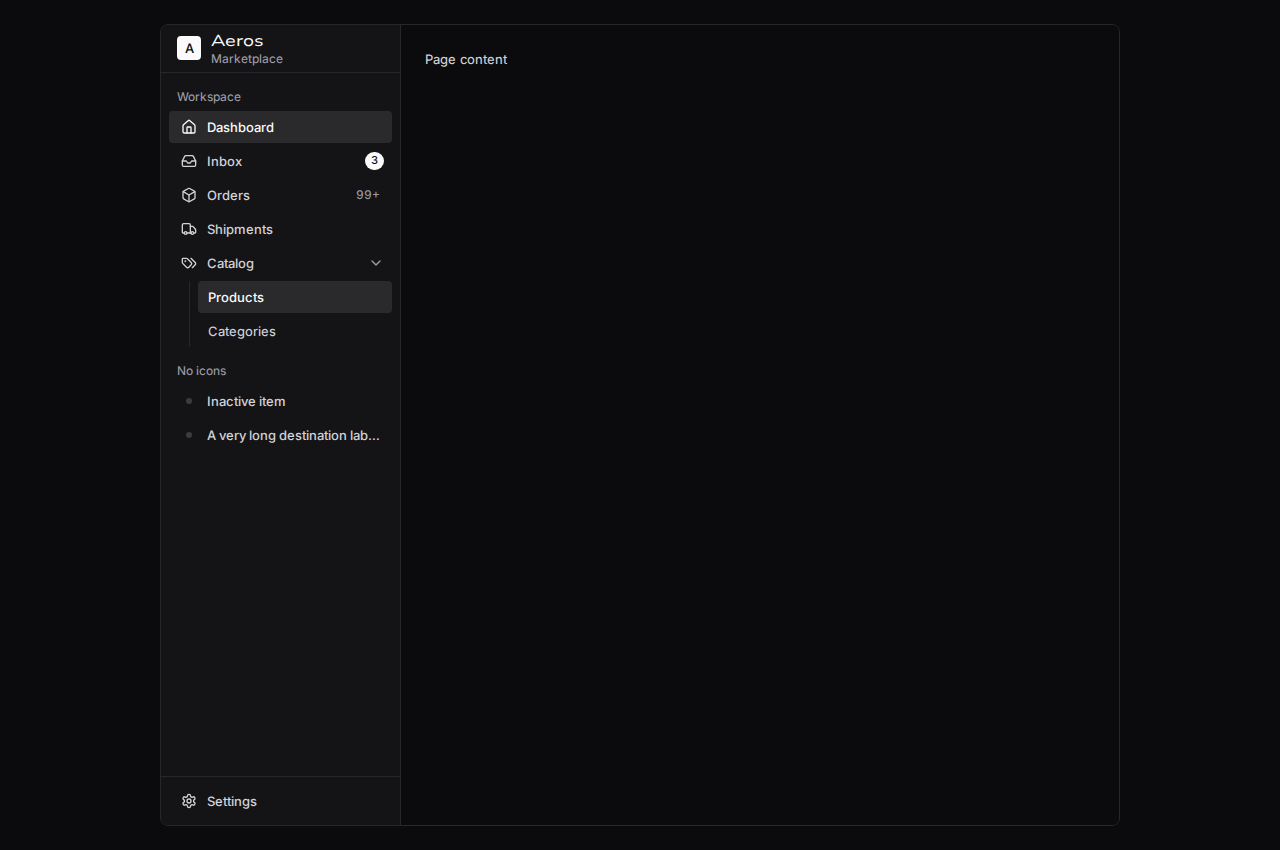 A
Aeros
Marketplace
Page content
Workspace
Dashboard
Inbox 3
Orders 99+
Shipments
Catalog
Products
Categories
No icons
Inactive item
A very long destination lab...
Settings